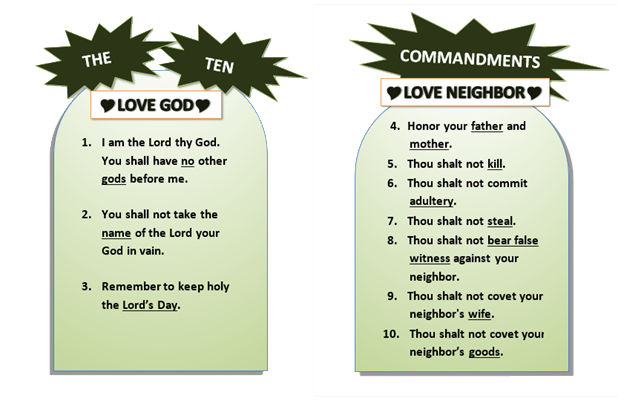 THE
TEN
LOVE GOD
1. I am the Lord thy God.
You shall have no other
gods before me.
2. You shall not take the
name of the Lord your
God in vain.
3. Remember to keep holy
the Lord's Day.
COMMANDMENTS
LOVE NEIGHBOR
4. Honor your father and
mother.
5. Thou shalt not kill.
6. Thou shalt not commit
adultery.
7. Thou shalt not steal.
8. Thou shalt not bear false
witness against your
neighbor.
9. Thou shalt not covet your
neighbor's wife.
10. Thou shalt not covet your
neighbor's goods.